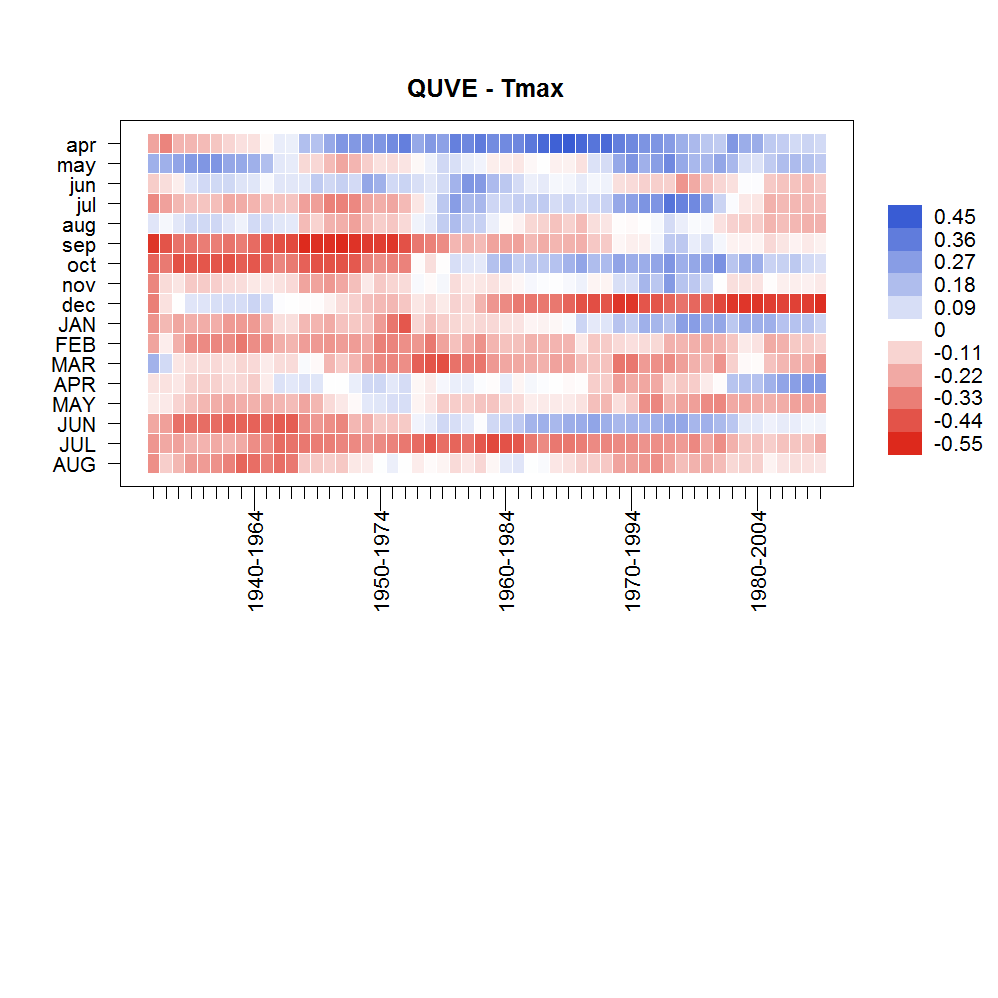 QUVE - Tmax
apr
may
jun
jul
aug
sep
oct
nov
dec
JAN
FEB
MAR
APR
MAY
JUN
JUL
AUG
0.45
0.36
0.27
0.18
0.09
0
-0.11
-0.22
-0.33
-0.44
-0.55
1940-1964
1950-1974
1960-1984
1970-1994
1980-2004